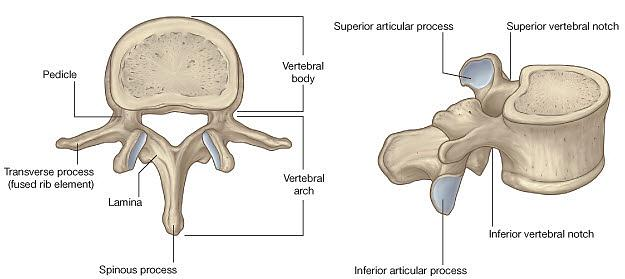 Pedicle
Transverse process
(fused rib element)
Lamina
Spinous process
Vertebral
body
Vertebral
arch
Superior articular process
Superior vertebral notch
Inferior vertebral notch
Inferior articular process